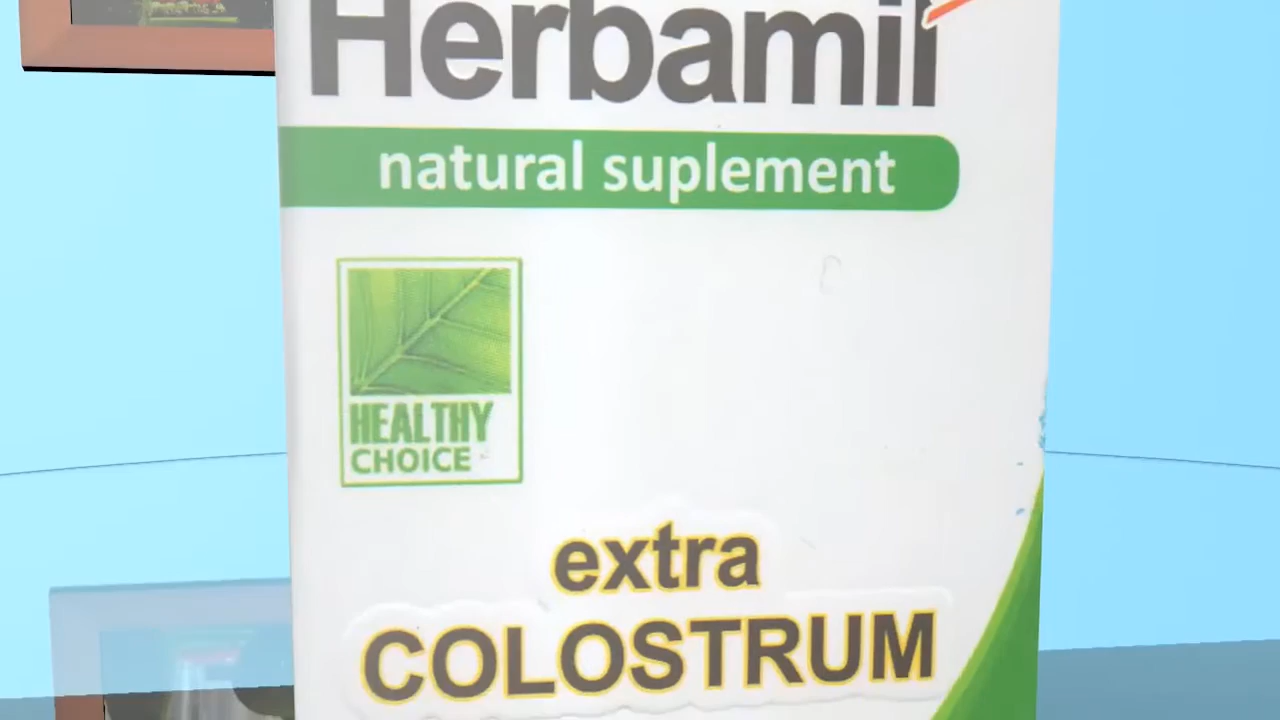 Herbamil
natural suplement
HEALTHY
CHOICE
extra
COLOSTRUM